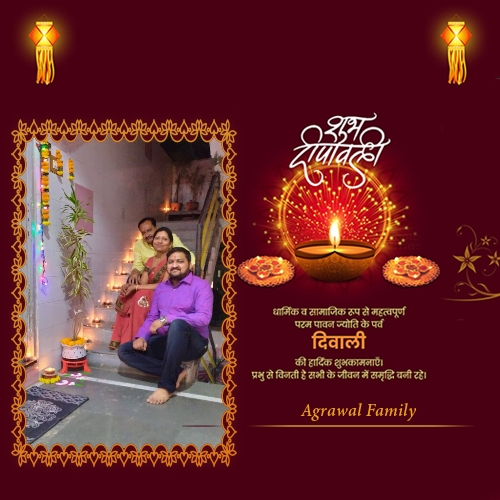 शुभ
दीपावली
धार्मिक व सामाजिक रूप से महत्वपूर्ण
परम पावन ज्योति के पर्व
दिवाली
की हार्दिक शुभकामनाएँ।
प्रभु से विनती है सभी के जीवन में समृद्धि बनी रहे।
Agrawal Family